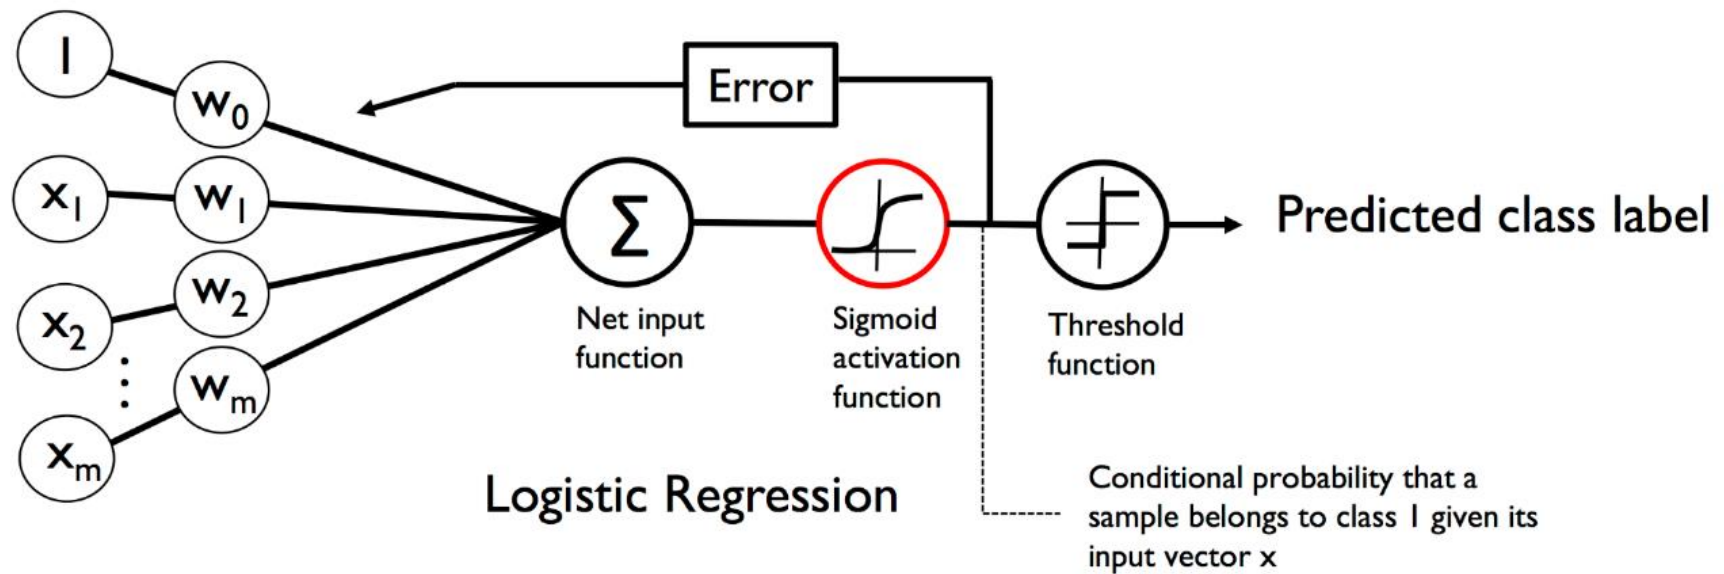 1
w0
x1
w1
x2
w2
⋮
xm
wm
Error
Σ
Net input
function
Sigmoid
activation
function
Threshold
function
Predicted class label
Logistic Regression
Conditional probability that a
sample belongs to class 1 given its
input vector x